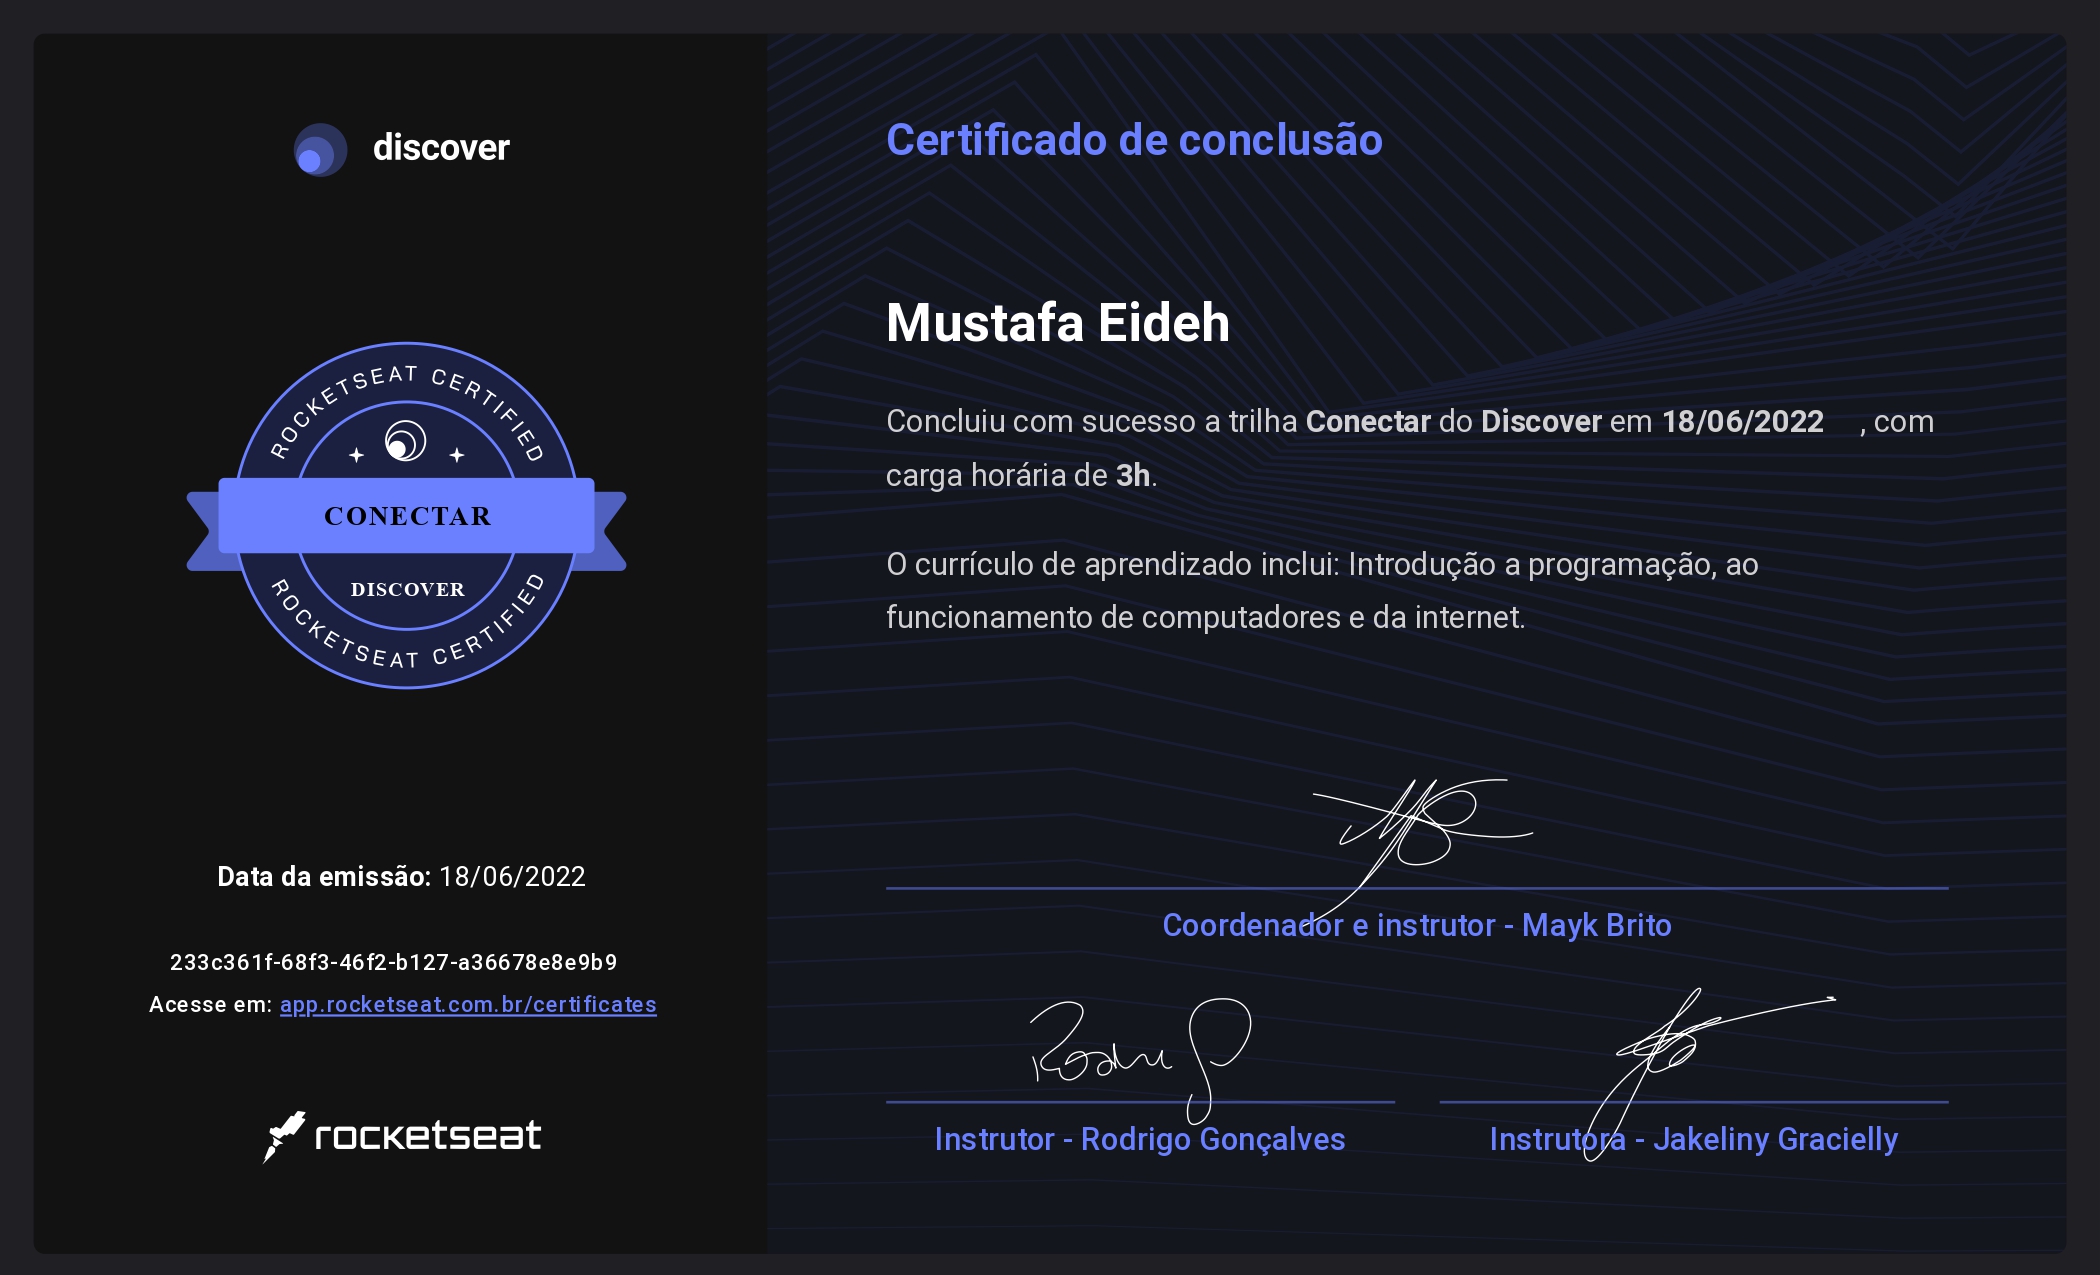 discover
ROCKETSEAT CERTIFIED
CONECTAR
DISCOVER
ROCKETSEAT CERTIFIED
Data da emissão: 18/06/2022
233c361f-68f3-46f2-b127-a36678e8e9b9
Acesse em: app.rocketseat.com.br/certificates
rocketseat
Certificado de conclusão
Mustafa Eideh
Concluiu com sucesso a trilha Conectar do Discover em 18/06/2022 , com
carga horária de 3h.
O currículo de aprendizado inclui: Introdução a programação, ao
funcionamento de computadores e da internet.
Coordenador e instrutor - Mayk Brito
Instrutor - Rodrigo Gonçalves
Instrutora - Jakeliny Gracielly